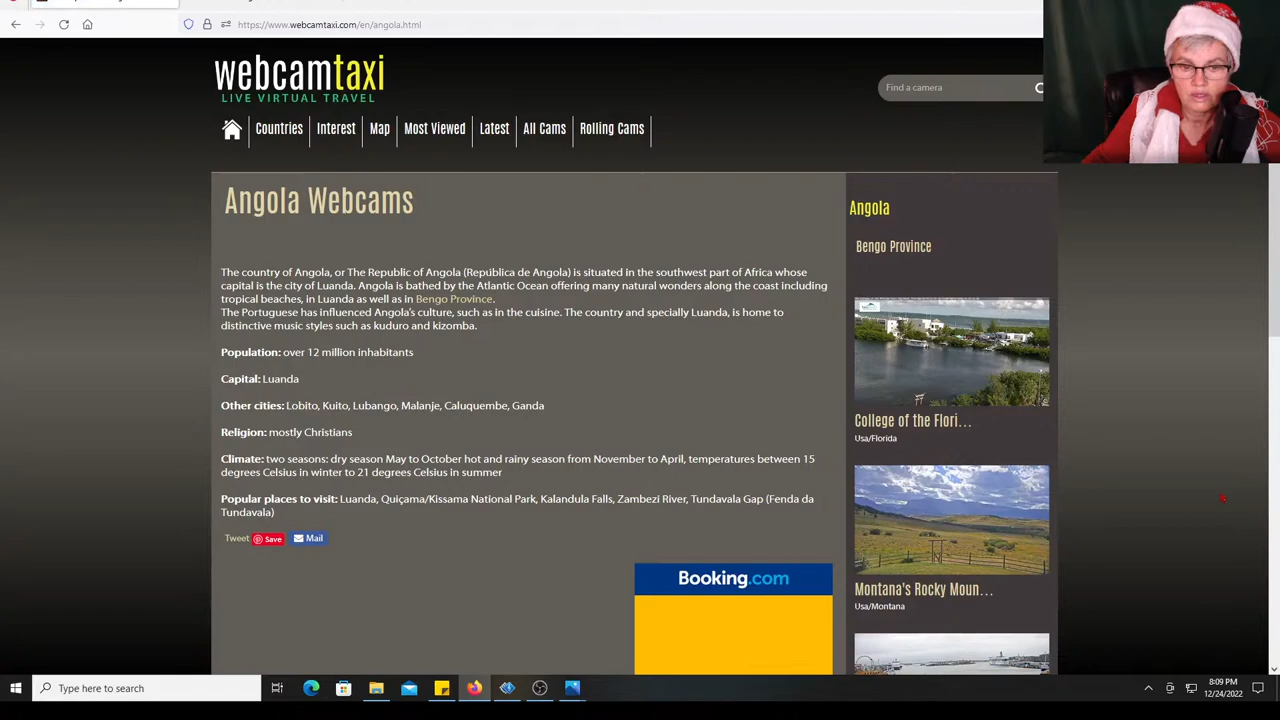 https://www.webcamtaxi.com/en/angola.html
webcamtaxi
LIVE VIRTUAL TRAVEL
Find a camera
Countries
Interest
Map
Most Viewed
Latest
All Cams
Rolling Cams
Angola Webcams
The country of Angola, or The Republic of Angola (República de Angola) is situated in the southwest part of Africa whose
capital is the city of Luanda. Angola is bathed by the Atlantic Ocean offering many natural wonders along the coast including
tropical beaches, in Luanda as well as in Bengo Province.
The Portuguese has influenced Angola's culture, such as in the cuisine. The country and specially Luanda, is home to
distinctive music styles such as kuduro and kizomba.
Population: over 12 million inhabitants
Capital: Luanda
Other cities: Lobito, Kuito, Lubango, Malanje, Caluquembe, Ganda
Religion: mostly Christians
Climate: two seasons: dry season May to October hot and rainy season from November to April, temperatures between 15
degrees Celsius in winter to 21 degrees Celsius in summer
Popular places to visit: Luanda, Quiçama/Kissama National Park, Kalandula Falls, Zambezi River, Tundavala Gap (Fenda da
Tundavala)
Tweet
Save
Mail
Booking.com
Angola
Bengo Province
College of the Flori...
Usa/Florida
Montana's Rocky Moun...
Usa/Montana
Type here to search
8:09 PM
12/24/2022